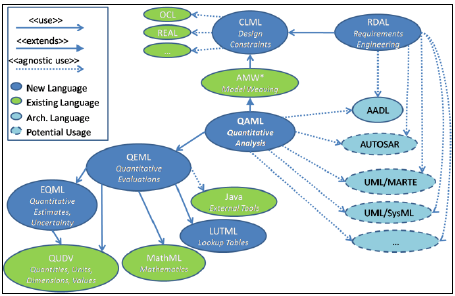 <<use>>
<<extends>>
<<agnostic use>>
New Language
Existing Language
Arch. Language
Potential Usage
OCL
REAL
...
CLML
Design
Constraints
RDAL
Requirements
Engineering
AMW*
Model Weaving
QAML
Quantitative
Analysis
AADL
AUTOSAR
UML/MARTE
UML/SysML
...
QEML
Quantitative
Evaluations
Java
External Tools
EQML
Quantitative
Estimates,
Uncertainty
LUTML
Lookup Tables
QUDV
Quantities, Units,
Dimensions, Values
MathML
Mathematics